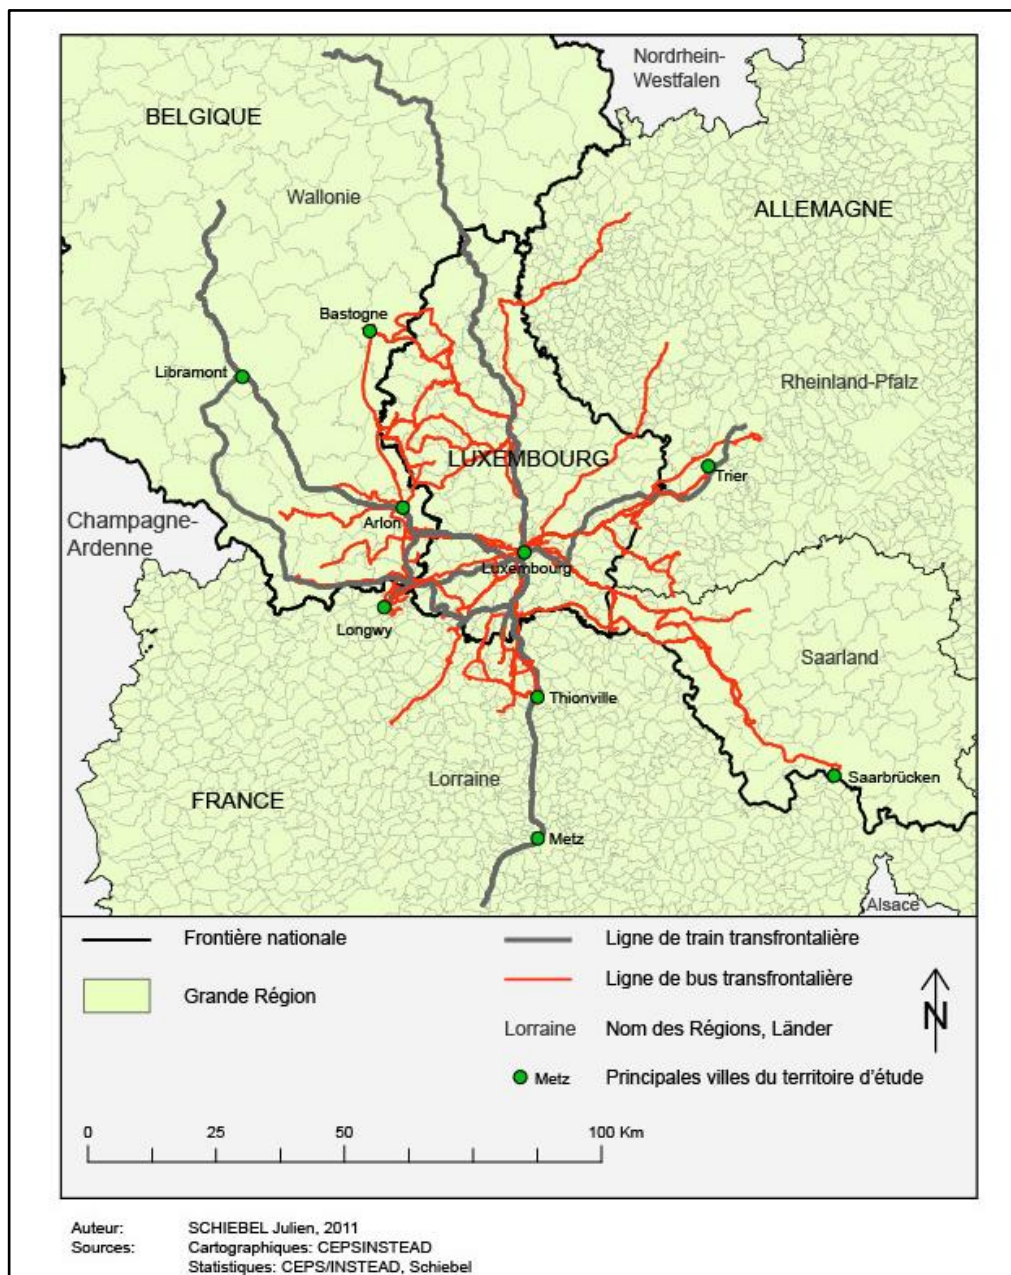 Nordrhein-
Westfalen
BELGIQUE
Wallonie
ALLEMAGNE
Bastogne
Libramont
Rheinland-Pfalz
LUXEMBOURG
Trier
Champagne-
Ardenne
Arlon
Luxembourg
Longwy
Saarland
Thionville
Lorraine
Saarbrücken
FRANCE
Metz
Alsace
Frontière nationale
Ligne de train transfrontalière
Ligne de bus transfrontalière
Grande Région
Lorraine Nom des Régions, Länder
N
Metz Principales villes du territoire d'étude
0 25 50 100 Km
Auteur: SCHIEBEL Julien, 2011
Sources: Cartographiques: CEPSINSTEAD
Statistiques: CEPS/INSTEAD, Schiebel